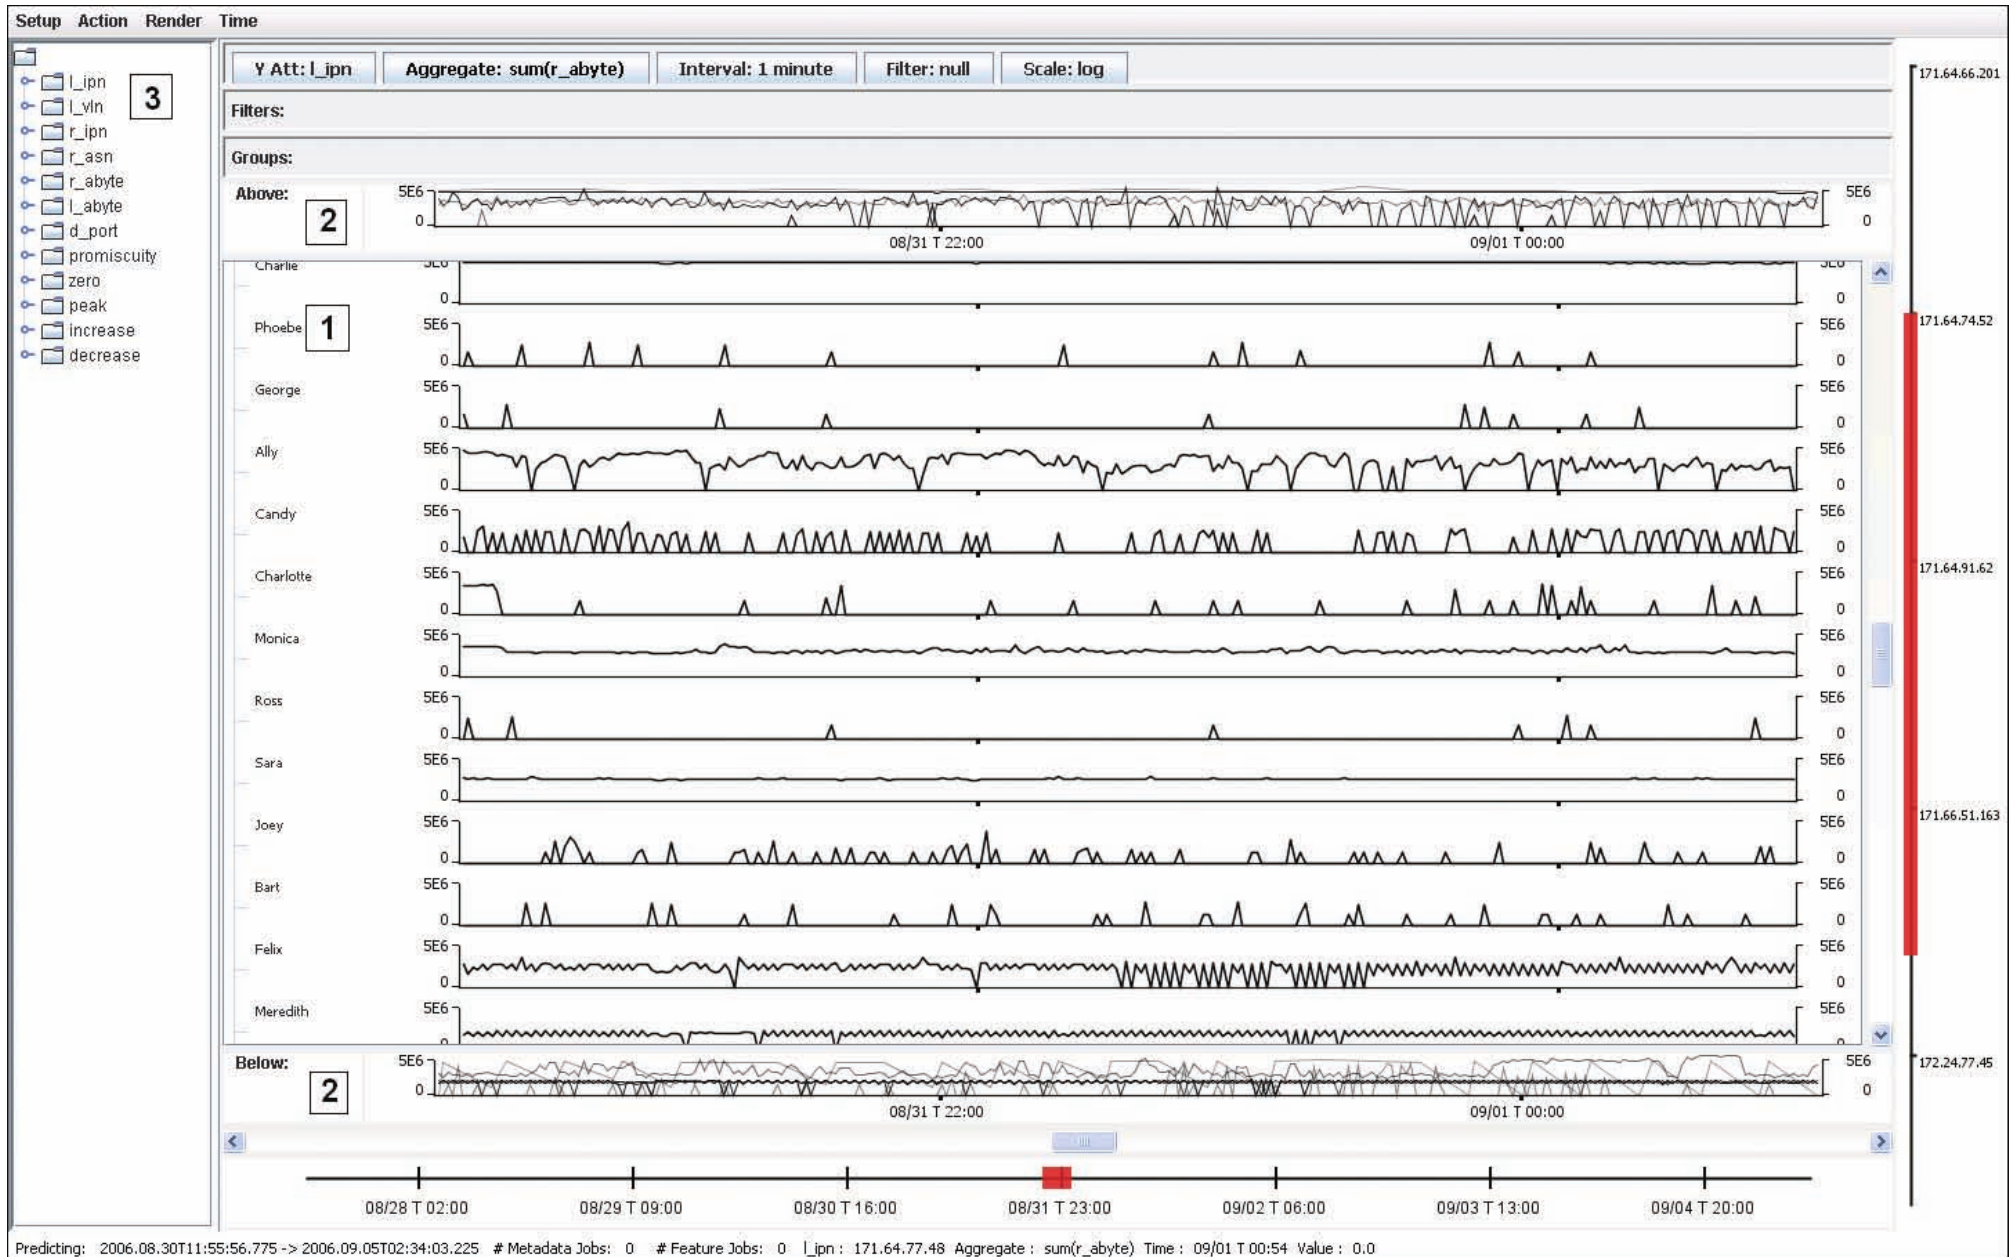 Setup Action Render Time
l_ipn
l_vln
r_ipn
r_asn
r_abyte
l_abyte
d_port
promiscuity
zero
peak
increase
decrease
3
Y Att: l_ipn Aggregate: sum(r_abyte) Interval: 1 minute Filter: null Scale: log
Filters:
Groups:
Above: 2 5E6 0 5E6 0
08/31 T 22:00 09/01 T 00:00
Charlie 5E6 0 5E6 0
Phoebe 1 5E6 0 5E6 0
George 5E6 0 5E6 0
Ally 5E6 0 5E6 0
Candy 5E6 0 5E6 0
Charlotte 5E6 0 5E6 0
Monica 5E6 0 5E6 0
Ross 5E6 0 5E6 0
Sara 5E6 0 5E6 0
Joey 5E6 0 5E6 0
Bart 5E6 0 5E6 0
Felix 5E6 0 5E6 0
Meredith 5E6 0 5E6 0
Below: 2 5E6 0 5E6 0
08/31 T 22:00 09/01 T 00:00
08/28 T 02:00 08/29 T 09:00 08/30 T 16:00 08/31 T 23:00 09/02 T 06:00 09/03 T 13:00 09/04 T 20:00
171.64.66.201
171.64.74.52
171.64.91.62
171.66.51.163
172.24.77.45
Predicting: 2006.08.30T11:55:56.775 -> 2006.09.05T02:34:03.225 # Metadata Jobs: 0 # Feature Jobs: 0 l_ipn : 171.64.77.48 Aggregate : sum(r_abyte) Time : 09/01 T 00:54 Value : 0.0